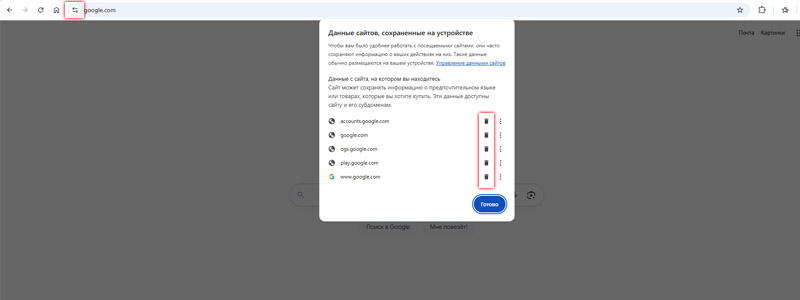 google.com
Почта Картинки
Данные сайтов, сохраненные на устройстве
Чтобы вам было удобнее работать с посещаемыми сайтами, они часто
сохраняют информацию о ваших действиях на них. Такие данные
обычно размещаются на вашем устройстве. Управление данными сайтов
Данные с сайта, на котором вы находитесь
Сайт может сохранять информацию о предпочтительном языке
или товарах, которые вы хотите купить. Эти данные доступны
сайту и его субдоменам.
accounts.google.com
google.com
ogs.google.com
play.google.com
www.google.com
Готово
Поиск в Google Мне повезёт!